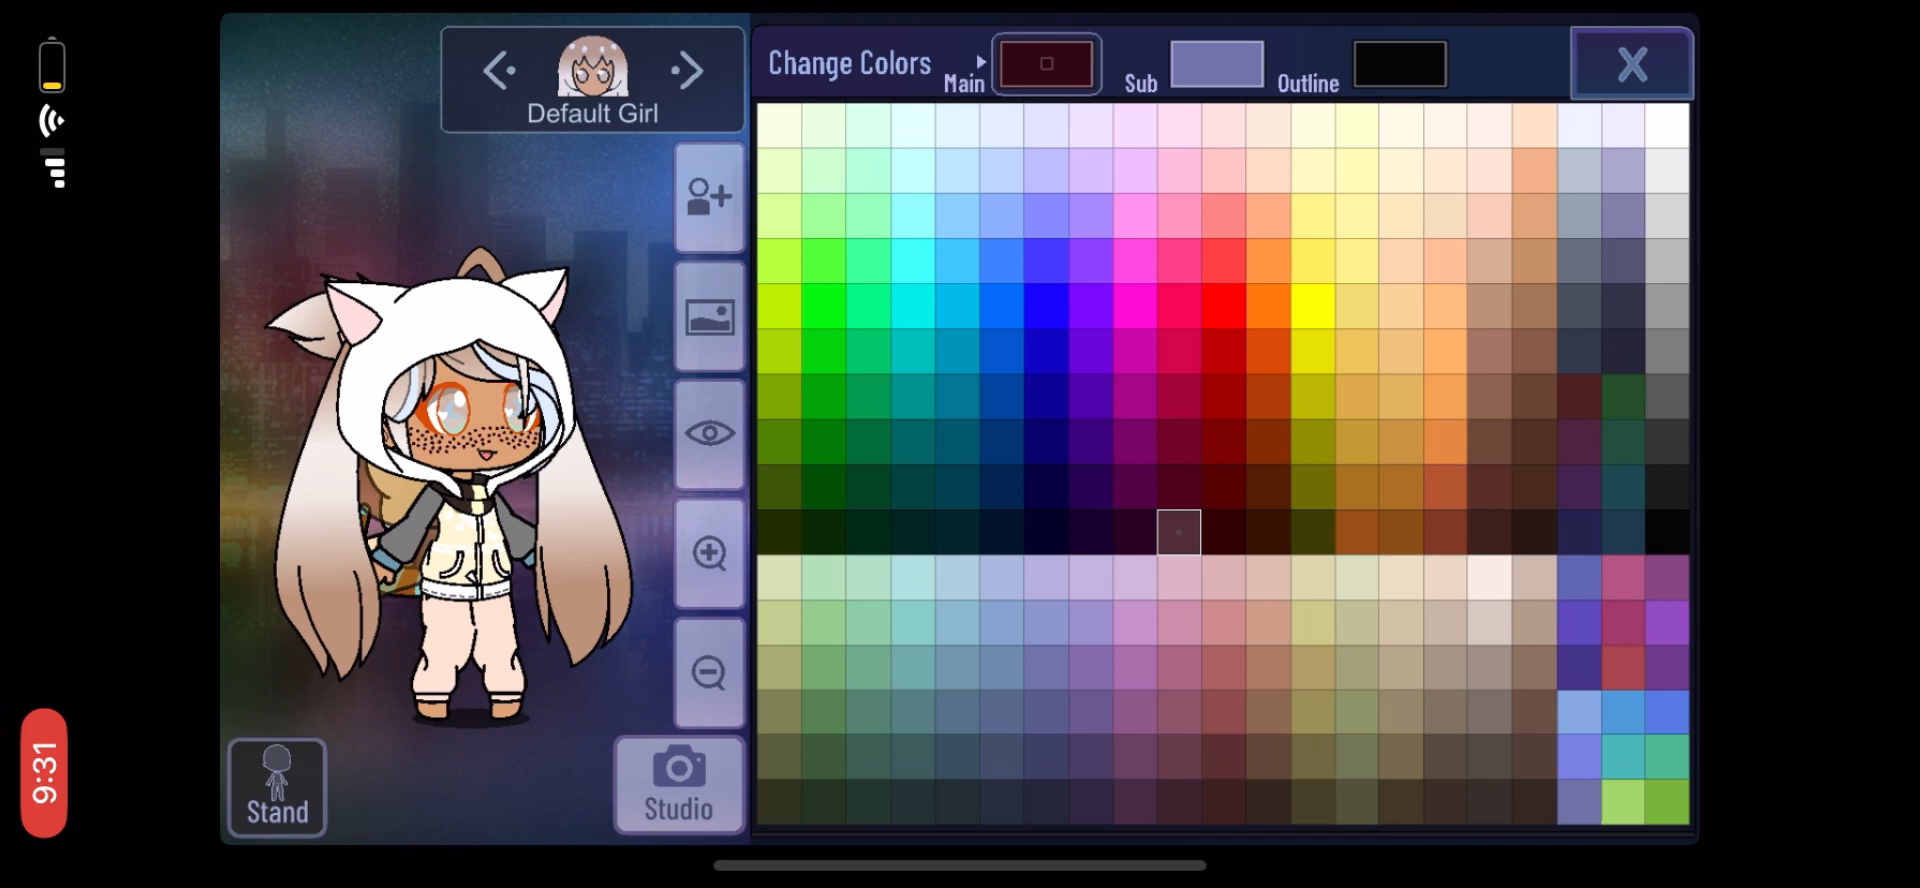 Default Girl
Change Colors
Main
Sub
Outline
X
Stand
Studio
9:31